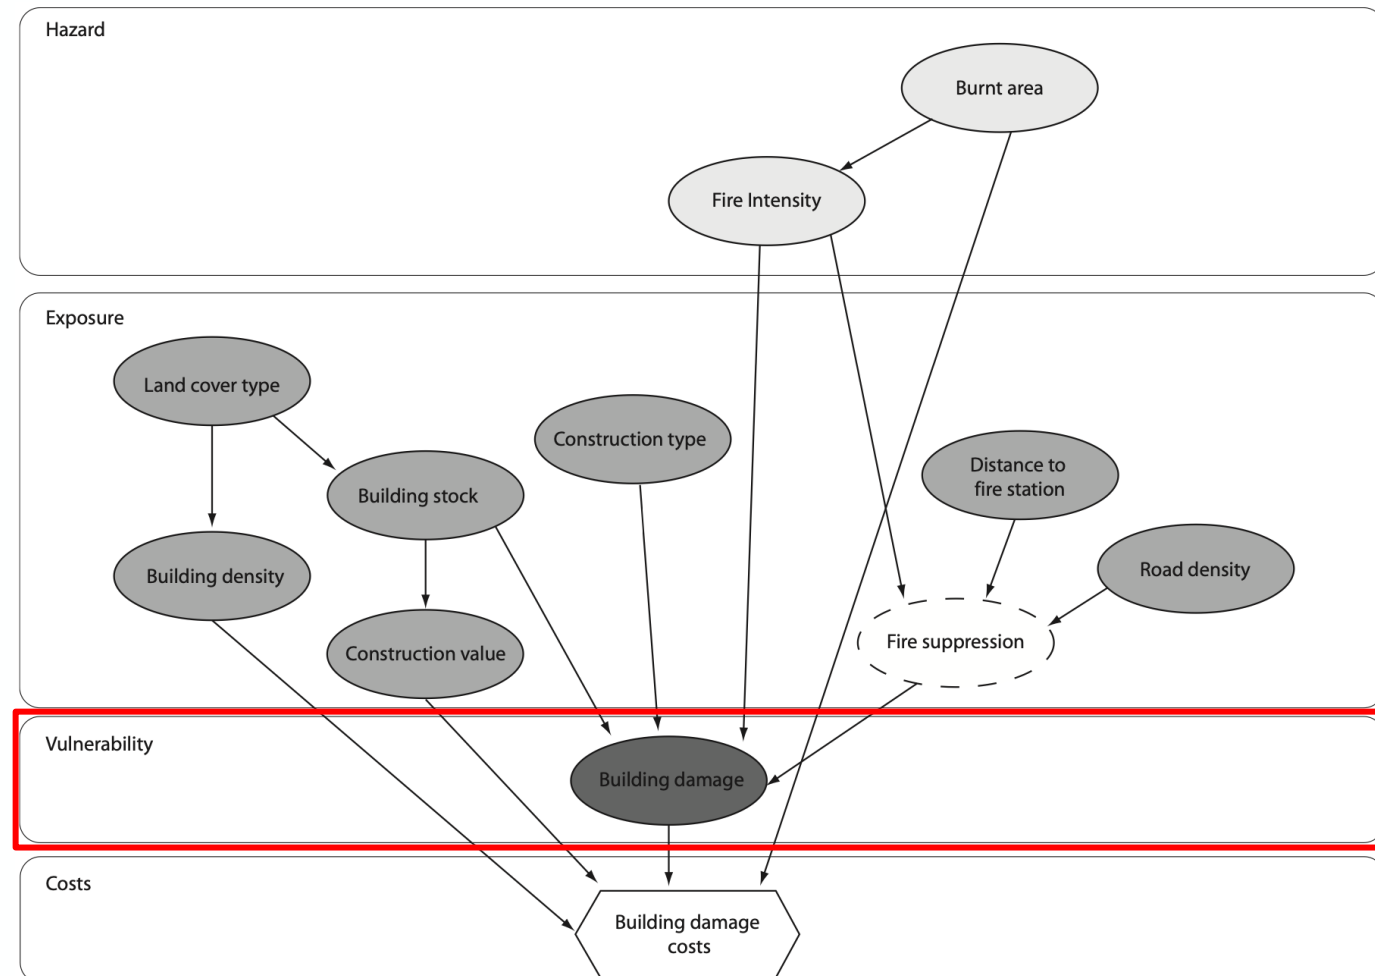 Hazard
Burnt area
Fire Intensity
Exposure
Land cover type
Construction type
Distance to
fire station
Building stock
Road density
Building density
Fire suppression
Construction value
Vulnerability
Building damage
Costs
Building damage
costs